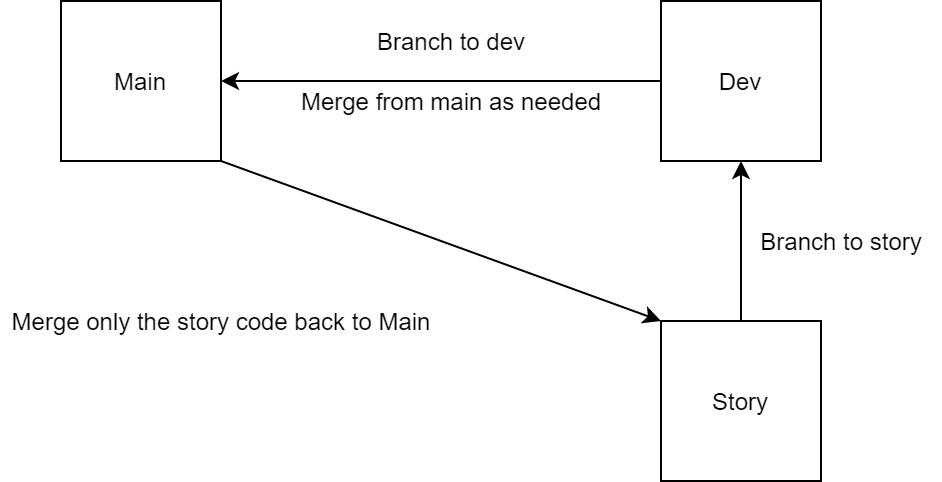 Branch to dev
Main
Dev
Merge from main as needed
Branch to story
Merge only the story code back to Main
Story